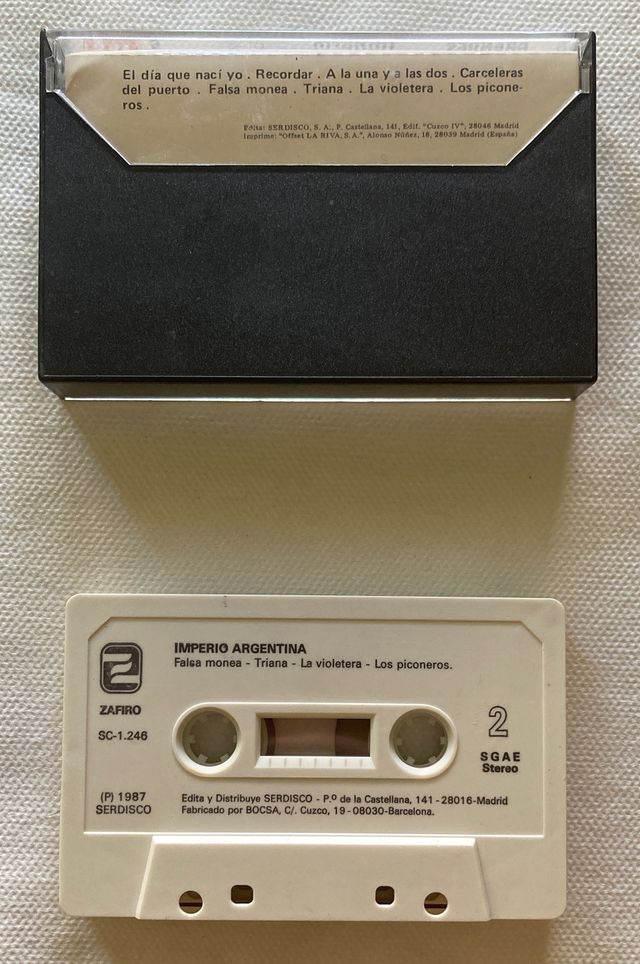 El día que nací yo . Recordar . A la una y a las dos . Carceleras
del puerto . Falsa monea . Triana . La violetera . Los picone-
ros .
Edita: SERDISCO, S. A., P. Castellana, 141, Edif. "Cuzco IV", 28046 Madrid
Imprime: "Offset LA RIVA, S.A.", Alonso Núñez, 18, 28039 Madrid (España)
IMPERIO ARGENTINA
Falsa monea - Triana - La violetera - Los piconeros.
ZAFIRO
SC-1.246
2
SGAE
Stereo
(P) 1987
SERDISCO
Edita y Distribuye SERDISCO - P.º de la Castellana, 141 - 28016-Madrid
Fabricado por BOCSA, C/. Cuzco, 19 - 08030-Barcelona.